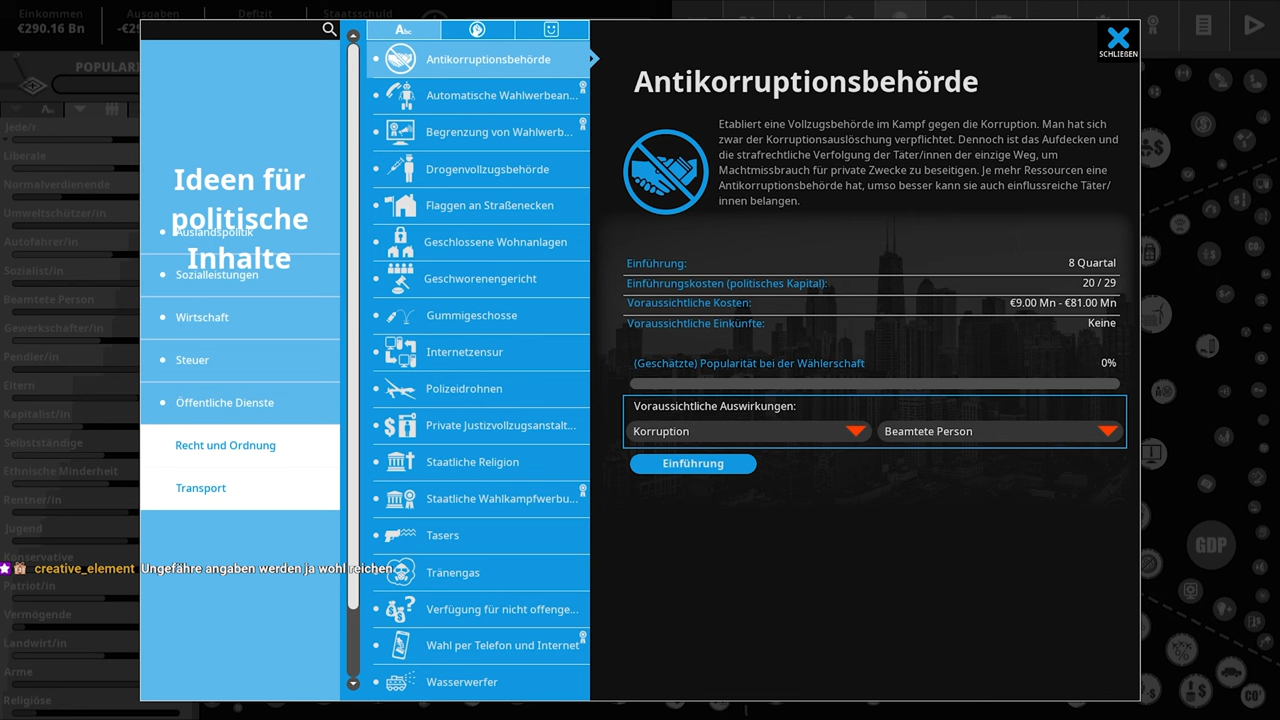 Einkommen
€290.16 Bn
Ausgaben
Defizit
Staatsschuld
POPULARI
Jede/r
Liberale
Normalverdienende
Umweltschützer/in
Autofahrer/in
Sozialist/in
Beamtete Person
Gewerkschafter/in
Pendler/in
Eltern
Kapitalist/in
Selbstständige
Ethnische Minderheit
Rentner/in
Jugend
Konservative
Patriot/in
Vermögende
Landwirt/in
Arme
Religiöse
Ideen für
politische
Inhalte
Auslandspolitik
Sozialleistungen
Wirtschaft
Steuer
Öffentliche Dienste
Recht und Ordnung
Transport
creative_element Ungefähre angaben werden ja wohl reichen
Abc
Antikorruptionsbehörde
Automatische Wahlwerbean...
Begrenzung von Wahlwerb...
Drogenvollzugsbehörde
Flaggen an Straßenecken
Geschlossene Wohnanlagen
Geschworenengericht
Gummigeschosse
Internetzensur
Polizeidrohnen
Private Justizvollzugsanstalt...
Staatliche Religion
Staatliche Wahlkampfwerbu...
Tasers
Tränengas
Verfügung für nicht offenge...
Wahl per Telefon und Internet
Wasserwerfer
SCHLIEẞEN
Antikorruptionsbehörde
Etabliert eine Vollzugsbehörde im Kampf gegen die Korruption. Man hat sich
zwar der Korruptionsauslöschung verpflichtet. Dennoch ist das Aufdecken und
die strafrechtliche Verfolgung der Täter/innen der einzige Weg, um
Machtmissbrauch für private Zwecke zu beseitigen. Je mehr Ressourcen eine
Antikorruptionsbehörde hat, umso besser kann sie auch einflussreiche Täter/
innen belangen.
Einführung: 8 Quartal
Einführungskosten (politisches Kapital): 20 / 29
Voraussichtliche Kosten: €9.00 Mn - €81.00 Mn
Voraussichtliche Einkünfte: Keine
(Geschätzte) Popularität bei der Wählerschaft 0%
Voraussichtliche Auswirkungen:
Korruption
Beamtete Person
Einführung
GDP